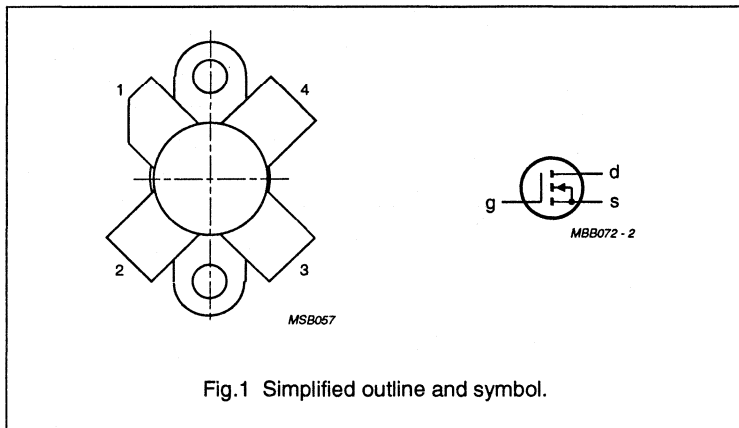 1
4
2
3
MSB057
g
d
s
MBB072 - 2
Fig.1 Simplified outline and symbol.